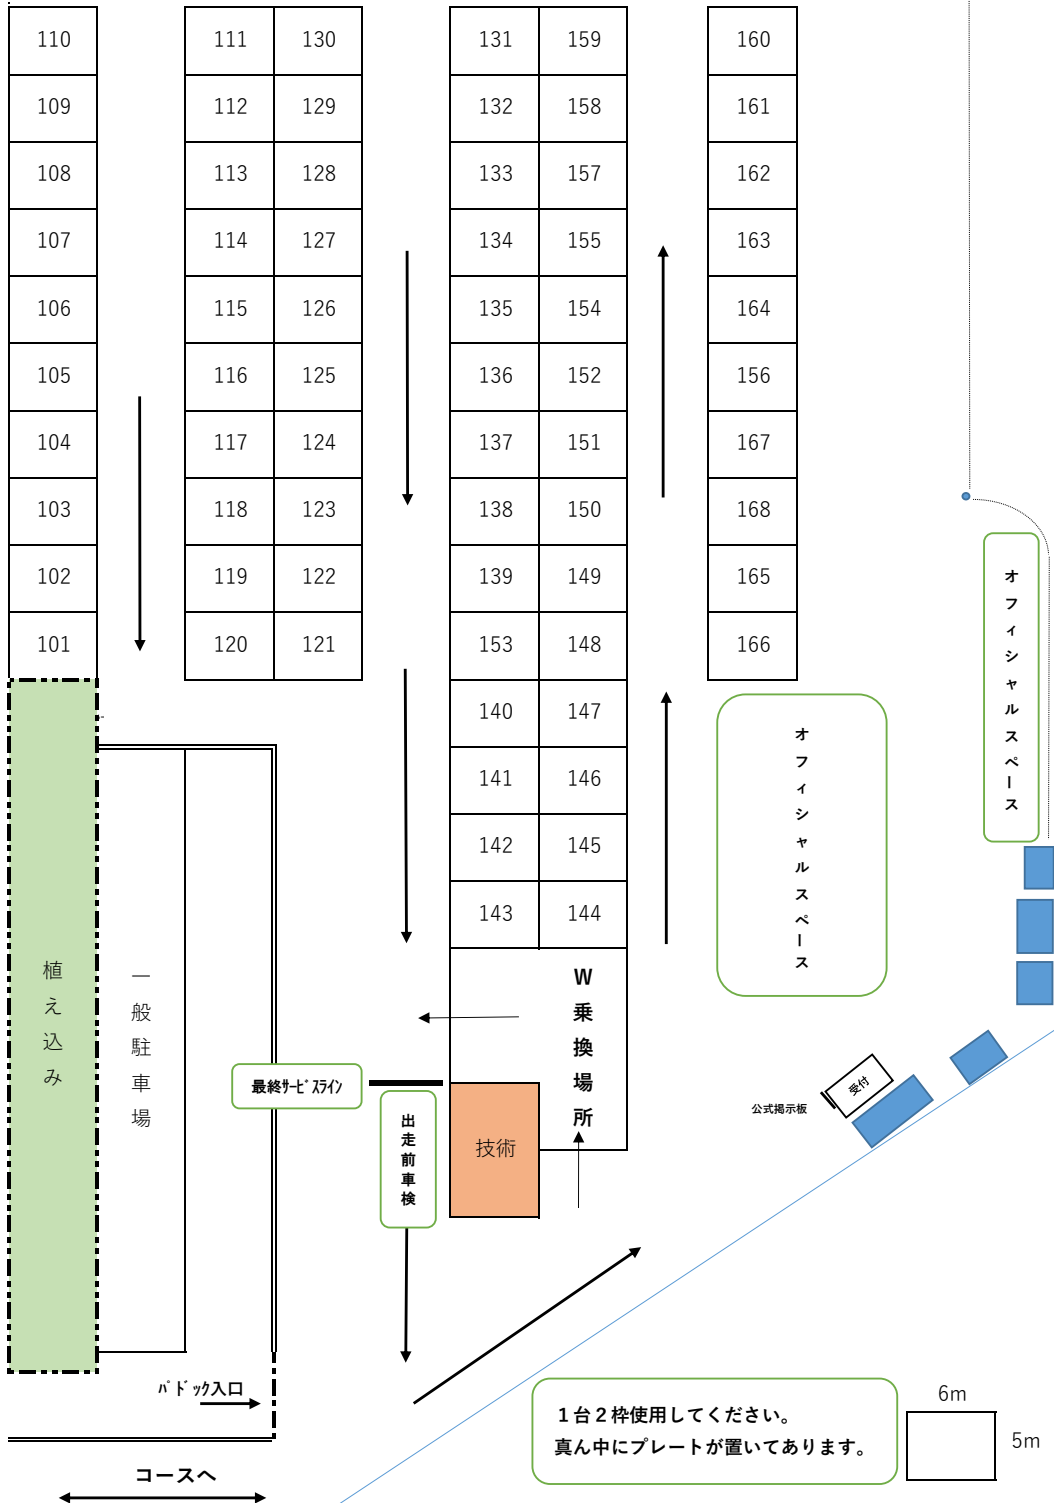 110 111 130 131 159 160
109 112 129 132 158 161
108 113 128 133 157 162
107 114 127 134 155 163
106 115 126 135 154 164
105 116 125 136 152 156
104 117 124 137 151 167
103 118 123 138 150 168
102 119 122 139 149 165
101 120 121 153 148 166
140 147
141 146
142 145
143 144
オフィシャルスペース
オフィシャルスペース
植え込み
一般駐車場
W乗換場所
最終ｻｰﾋﾞｽﾗｲﾝ
出走前車検
技術
受付
公式掲示板
ﾊﾟﾄﾞｯｸ入口
コースへ
１台２枠使用してください。
真ん中にプレートが置いてあります。
6m
5m